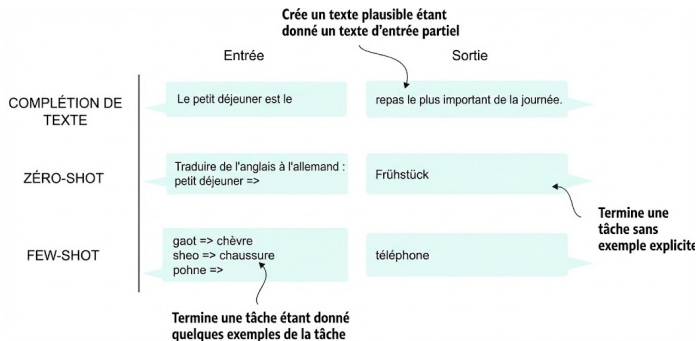 Crée un texte plausible étant
donné un texte d'entrée partiel
Entrée
Sortie
COMPLÉTION DE
TEXTE
Le petit déjeuner est le
repas le plus important de la journée.
ZÉRO-SHOT
Traduire de l'anglais à l'allemand :
petit déjeuner =>
Frühstück
Termine une
tâche sans
exemple explicite
FEW-SHOT
gaot => chèvre
sheo => chaussure
pohne =>
téléphone
Termine une tâche étant donné
quelques exemples de la tâche